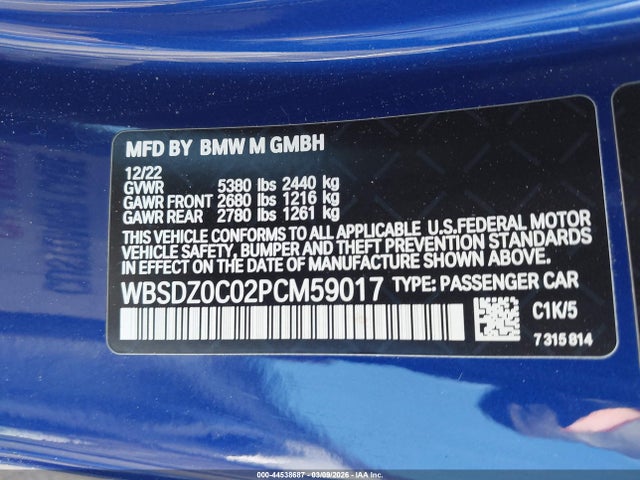 MFD BY BMW M GMBH
12/22
GVWR 5380 lbs 2440 kg
GAWR FRONT 2680 lbs 1216 kg
GAWR REAR 2780 lbs 1261 kg
THIS VEHICLE CONFORMS TO ALL APPLICABLE U.S.FEDERAL MOTOR
VEHICLE SAFETY, BUMPER AND THEFT PREVENTION STANDARDS
IN EFFECT ON THE DATE OF MANUFACTURE SHOWN ABOVE.
WBSDZ0C02PCM59017 TYPE: PASSENGER CAR
C1K/5
7 315 814
000 - 44538687 - 03/09/2026 - IAA Inc.